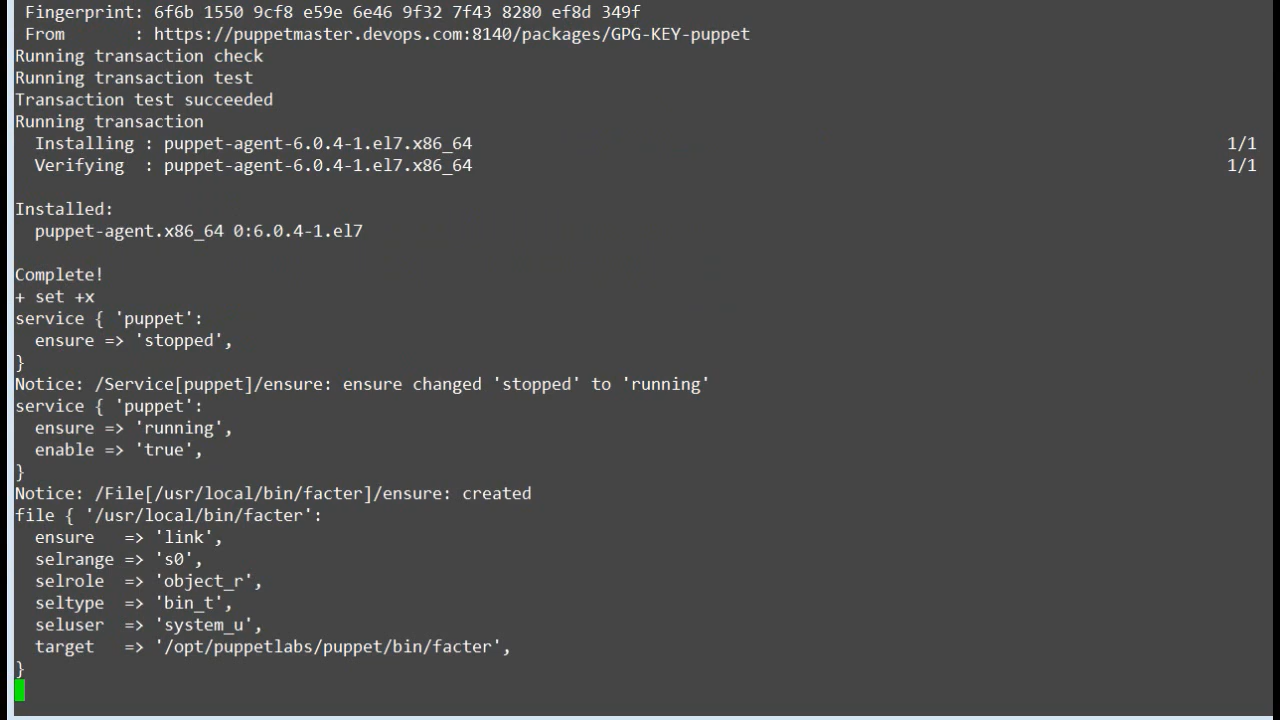 Fingerprint: 6f6b 1550 9cf8 e59e 6e46 9f32 7f43 8280 ef8d 349f
From       : https://puppetmaster.devops.com:8140/packages/GPG-KEY-puppet
Running transaction check
Running transaction test
Transaction test succeeded
Running transaction
  Installing : puppet-agent-6.0.4-1.el7.x86_64 1/1
  Verifying  : puppet-agent-6.0.4-1.el7.x86_64 1/1
Installed:
  puppet-agent.x86_64 0:6.0.4-1.el7
Complete!
+ set +x
service { 'puppet':
  ensure => 'stopped',
}
Notice: /Service[puppet]/ensure: ensure changed 'stopped' to 'running'
service { 'puppet':
  ensure => 'running',
  enable => 'true',
}
Notice: /File[/usr/local/bin/facter]/ensure: created
file { '/usr/local/bin/facter':
  ensure   => 'link',
  selrange => 's0',
  selrole  => 'object_r',
  seltype  => 'bin_t',
  seluser  => 'system_u',
  target   => '/opt/puppetlabs/puppet/bin/facter',
}